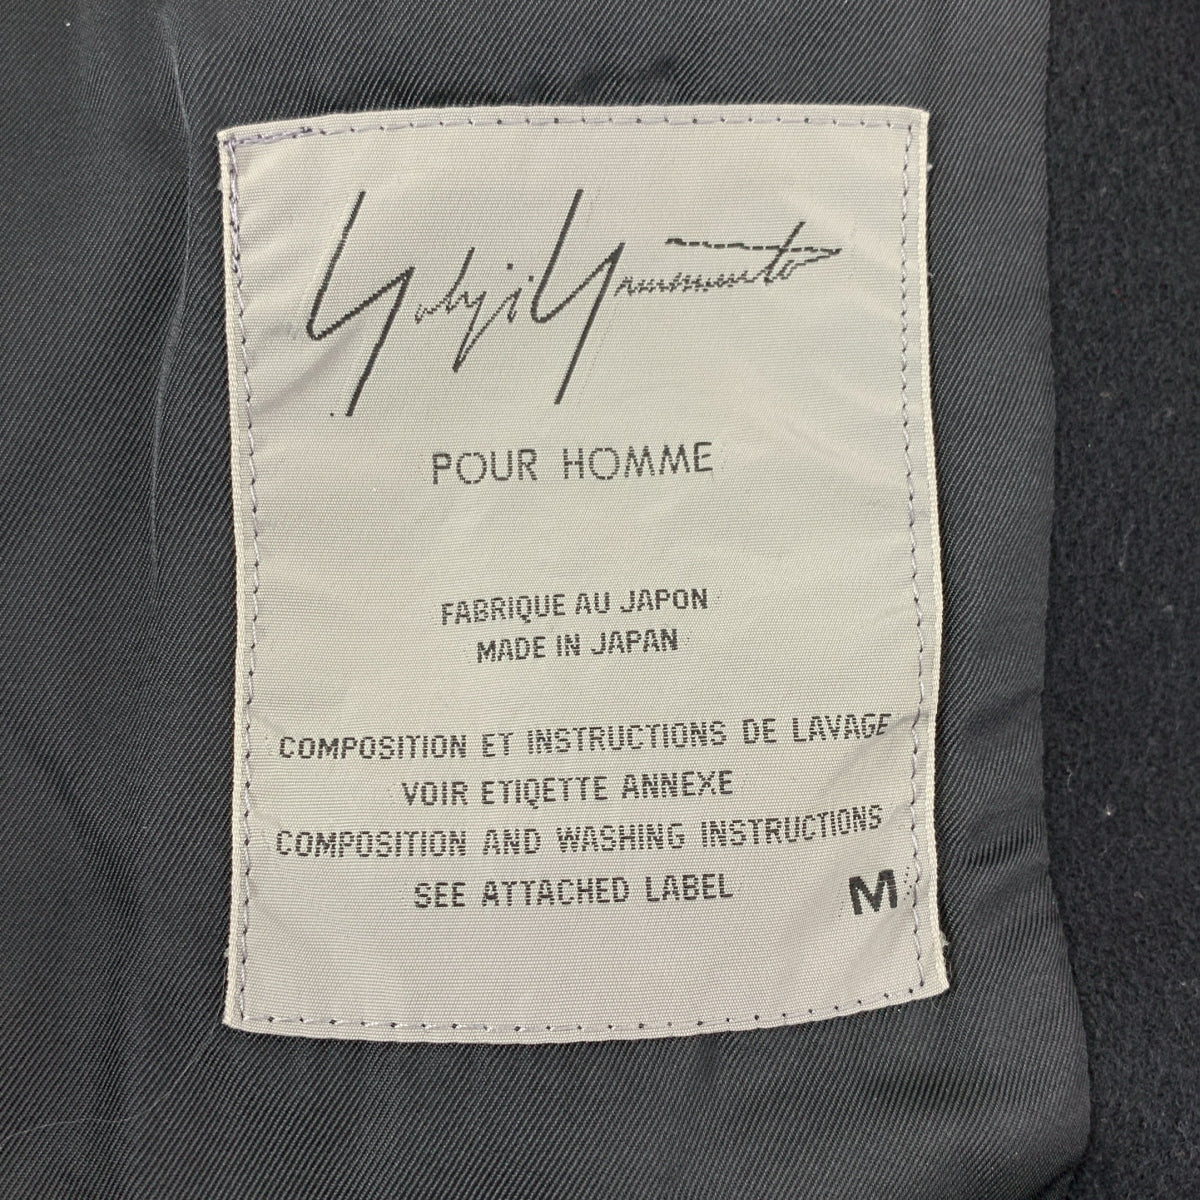 Yohji Yamamoto
POUR HOMME
FABRIQUE AU JAPON
MADE IN JAPAN
COMPOSITION ET INSTRUCTIONS DE LAVAGE
VOIR ETIQETTE ANNEXE
COMPOSITION AND WASHING INSTRUCTIONS
SEE ATTACHED LABEL
M